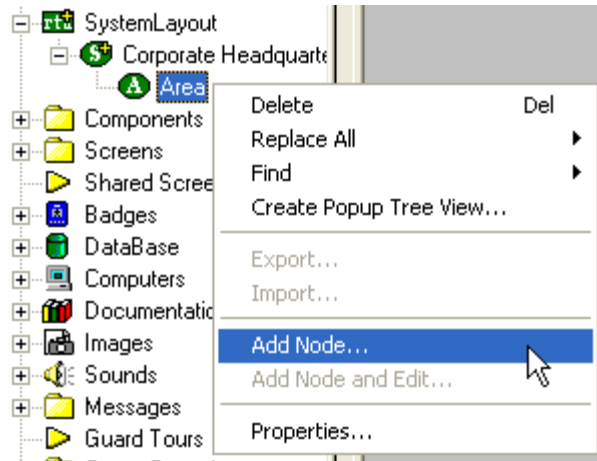 rtu SystemLayout
S Corporate Headquarte
A Area
Components
Screens
Shared Scree
Badges
DataBase
Computers
Documentatio
Images
Sounds
Messages
Guard Tours
Delete Del
Replace All
Find
Create Popup Tree View...
Export...
Import...
Add Node...
Add Node and Edit...
Properties...